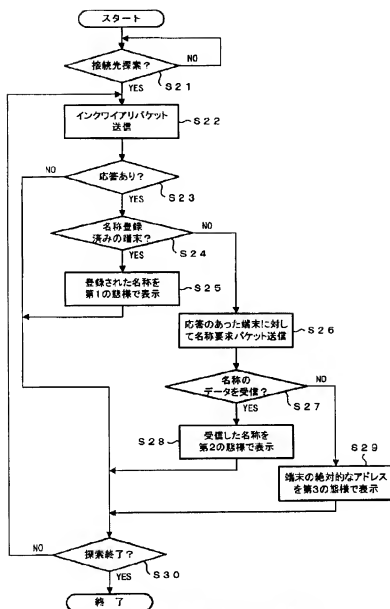 スタート
接続先探索？
NO
S21
YES
インクワイアリパケット
送信
S22
NO
応答あり？
S23
YES
名称登録
済みの端末？
NO
S24
YES
登録された名称を
第1の態様で表示
S25
応答のあった端末に対し
て名称要求パケット送信
S26
名称の
データを受信？
NO
S27
YES
S28
受信した名称を
第2の態様で表示
S29
端末の絶対的なアドレス
を第3の態様で表示
NO
探索終了？
S30
YES
終了